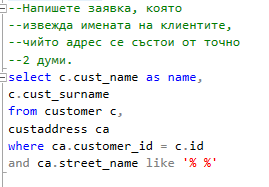 --Напишете заявка, която
--извежда имената на клиентите,
--чийто адрес се състои от точно
--2 думи.
select c.cust_name as name,
c.cust_surname
from customer c,
custaddress ca
where ca.customer_id = c.id
and ca.street_name like '% %'